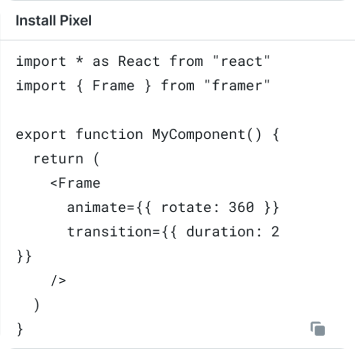 Install Pixel
import * as React from "react"
import { Frame } from "framer"

export function MyComponent() {
  return (
    <Frame
      animate={{ rotate: 360 }}
      transition={{ duration: 2
}}
    />
  )
}